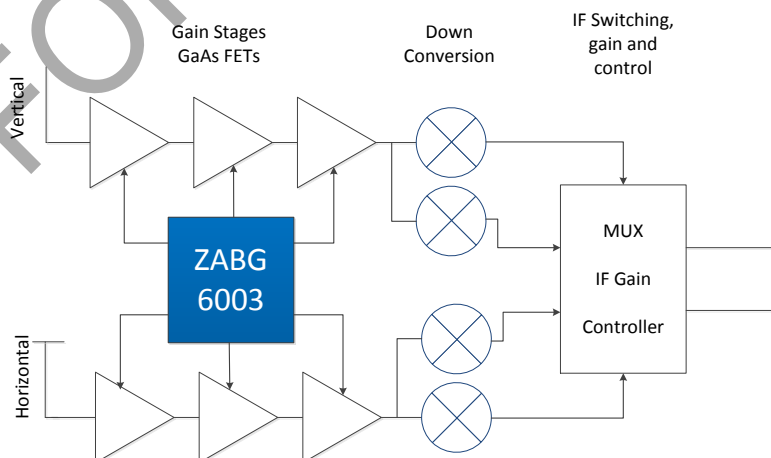 Gain Stages
GaAs FETs
Down
Conversion
IF Switching,
gain and
control
Vertical
ZABG
6003
MUX
IF Gain
Controller
Horizontal